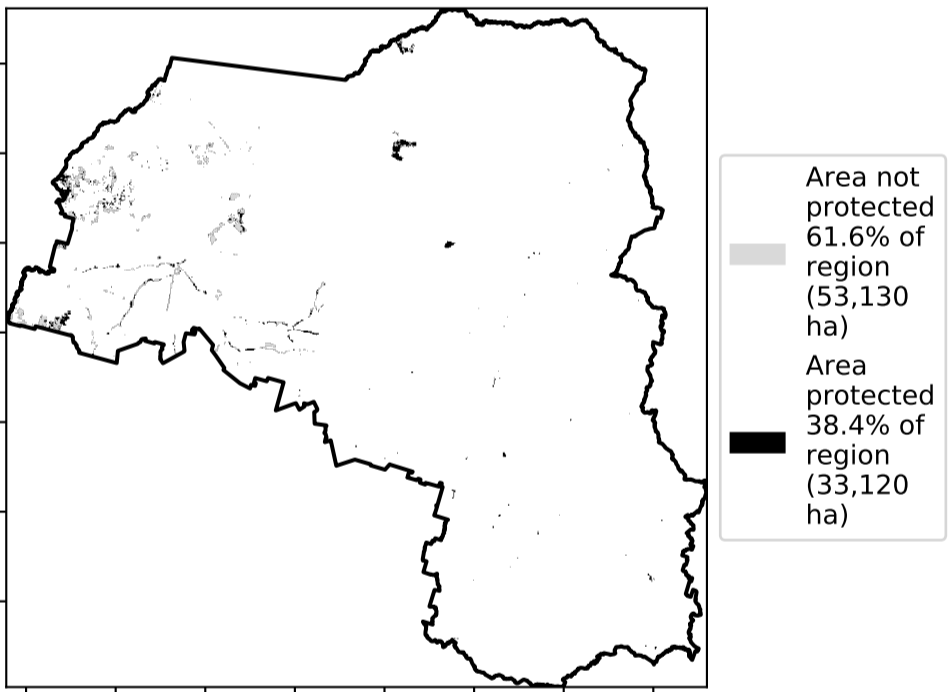 Area not
protected
61.6% of
region
(53,130
ha)
Area
protected
38.4% of
region
(33,120
ha)